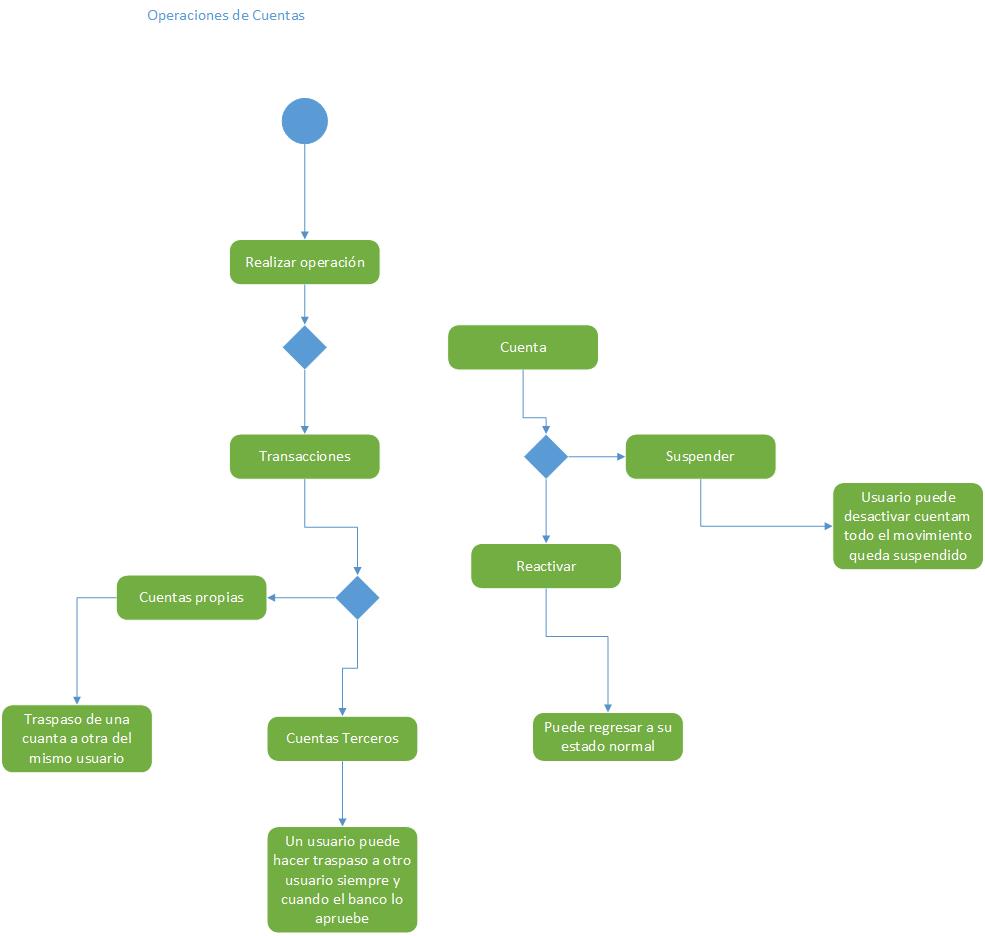 Operaciones de Cuentas
Realizar operación
Cuenta
Transacciones
Suspender
Usuario puede
desactivar cuentam
todo el movimiento
queda suspendido
Reactivar
Cuentas propias
Traspaso de una
cuanta a otra del
mismo usuario
Cuentas Terceros
Puede regresar a su
estado normal
Un usuario puede
hacer traspaso a otro
usuario siempre y
cuando el banco lo
apruebe